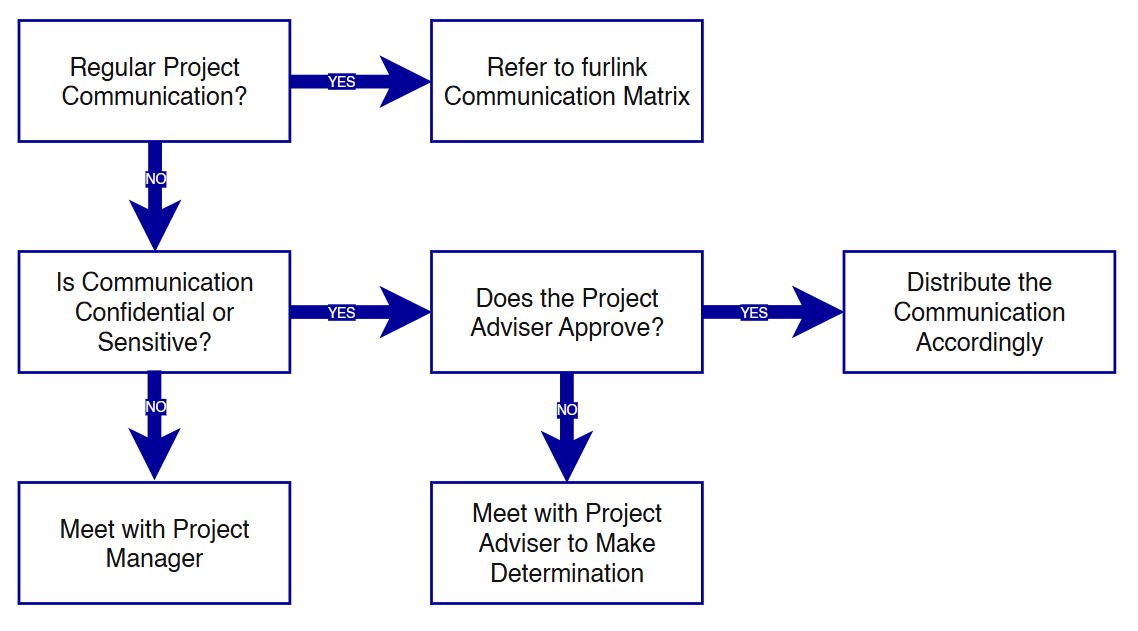 Regular Project
Communication?
YES
Refer to furlink
Communication Matrix
NO
Is Communication
Confidential or
Sensitive?
YES
Does the Project
Adviser Approve?
YES
Distribute the
Communication
Accordingly
NO
NO
Meet with Project
Manager
Meet with Project
Adviser to Make
Determination